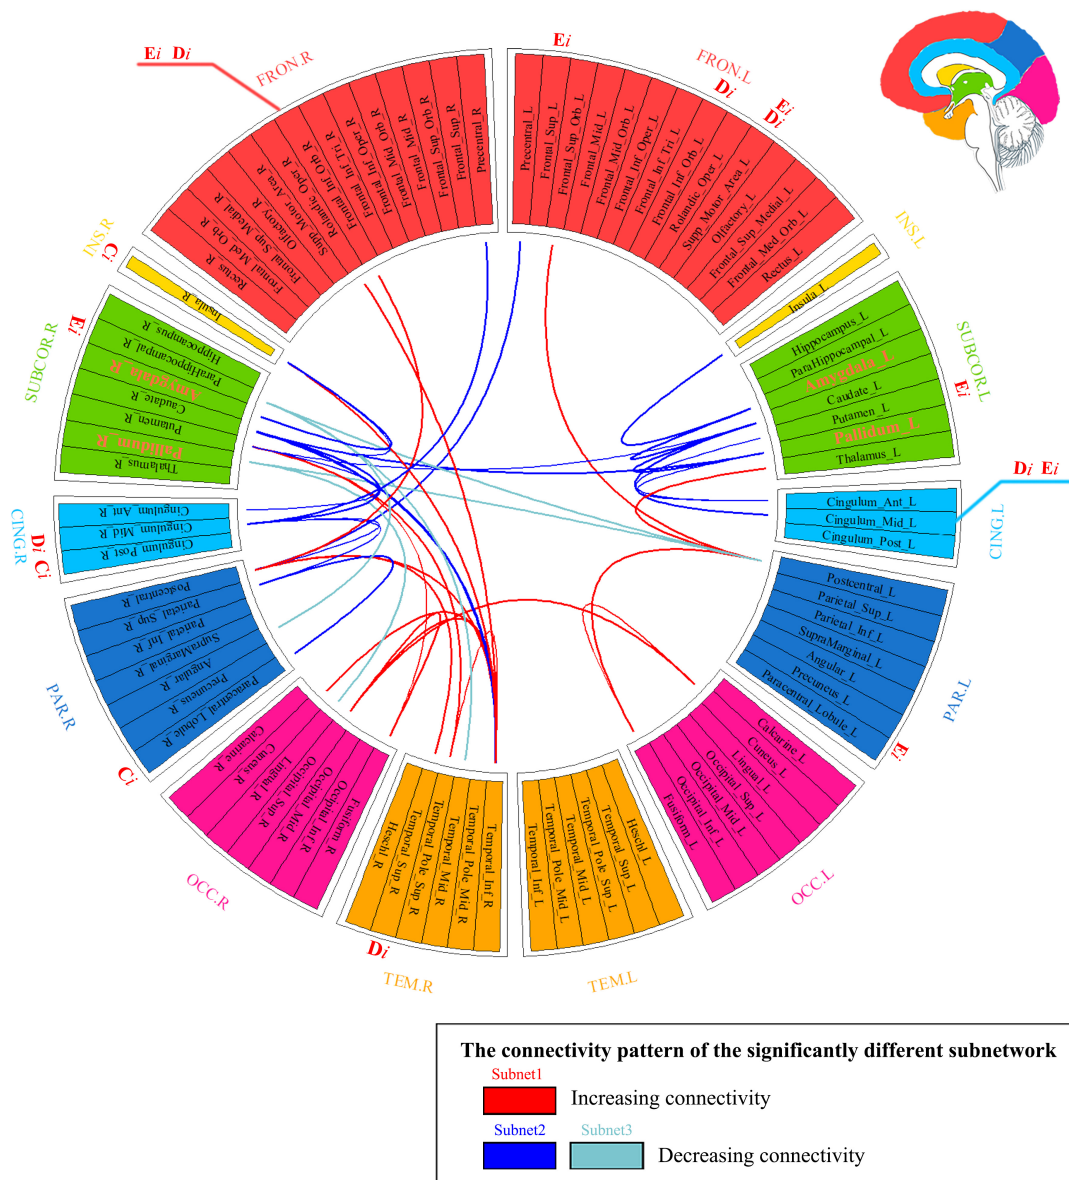 Ei
Ei Di
FRON.R
FRON.L
Di
Ei
Di
Precentral_R
Frontal_Sup_R
Frontal_Sup_Orb_R
Frontal_Mid_R
Frontal_Mid_Orb_R
Frontal_Inf_Oper_R
Frontal_Inf_Tri_R
Frontal_Inf_Orb_R
Rolandic_Oper_R
Supp_Motor_Area_R
Olfactory_R
Frontal_Sup_Medial_R
Frontal_Med_Orb_R
Rectus_R
Precentral_L
Frontal_Sup_L
Frontal_Sup_Orb_L
Frontal_Mid_L
Frontal_Mid_Orb_L
Frontal_Inf_Oper_L
Frontal_Inf_Tri_L
Frontal_Inf_Orb_L
Rolandic_Oper_L
Supp_Motor_Area_L
Olfactory_L
Frontal_Sup_Medial_L
Frontal_Med_Orb_L
Rectus_L
INS.R
Ci
Insula_R
INS.L
Insula_L
SUBCOR.R
Ei
Hippocampus_R
ParaHippocampal_R
Amygdala_R
Caudate_R
Putamen_R
Pallidum_R
Thalamus_R
SUBCOR.L
Ei
Hippocampus_L
ParaHippocampal_L
Amygdala_L
Caudate_L
Putamen_L
Pallidum_L
Thalamus_L
Di Ei
CING.R
Di Ci
Cingulum_Ant_R
Cingulum_Mid_R
Cingulum_Post_R
CING.L
Cingulum_Ant_L
Cingulum_Mid_L
Cingulum_Post_L
PAR.R
Ci
Postcentral_R
Parietal_Sup_R
Parietal_Inf_R
SupraMarginal_R
Angular_R
Precuneus_R
Paracentral_Lobule_R
PAR.L
Ei
Postcentral_L
Parietal_Sup_L
Parietal_Inf_L
SupraMarginal_L
Angular_L
Precuneus_L
Paracentral_Lobule_L
OCC.R
Calcarine_R
Cuneus_R
Lingual_R
Occipital_Sup_R
Occipital_Mid_R
Occipital_Inf_R
Fusiform_R
OCC.L
Calcarine_L
Cuneus_L
Lingual_L
Occipital_Sup_L
Occipital_Mid_L
Occipital_Inf_L
Fusiform_L
TEM.R
Di
Heschl_R
Temporal_Sup_R
Temporal_Pole_Sup_R
Temporal_Mid_R
Temporal_Pole_Mid_R
Temporal_Inf_R
TEM.L
Heschl_L
Temporal_Sup_L
Temporal_Pole_Sup_L
Temporal_Mid_L
Temporal_Pole_Mid_L
Temporal_Inf_L
The connectivity pattern of the significantly different subnetwork
Subnet1
Increasing connectivity
Subnet2 Subnet3
Decreasing connectivity